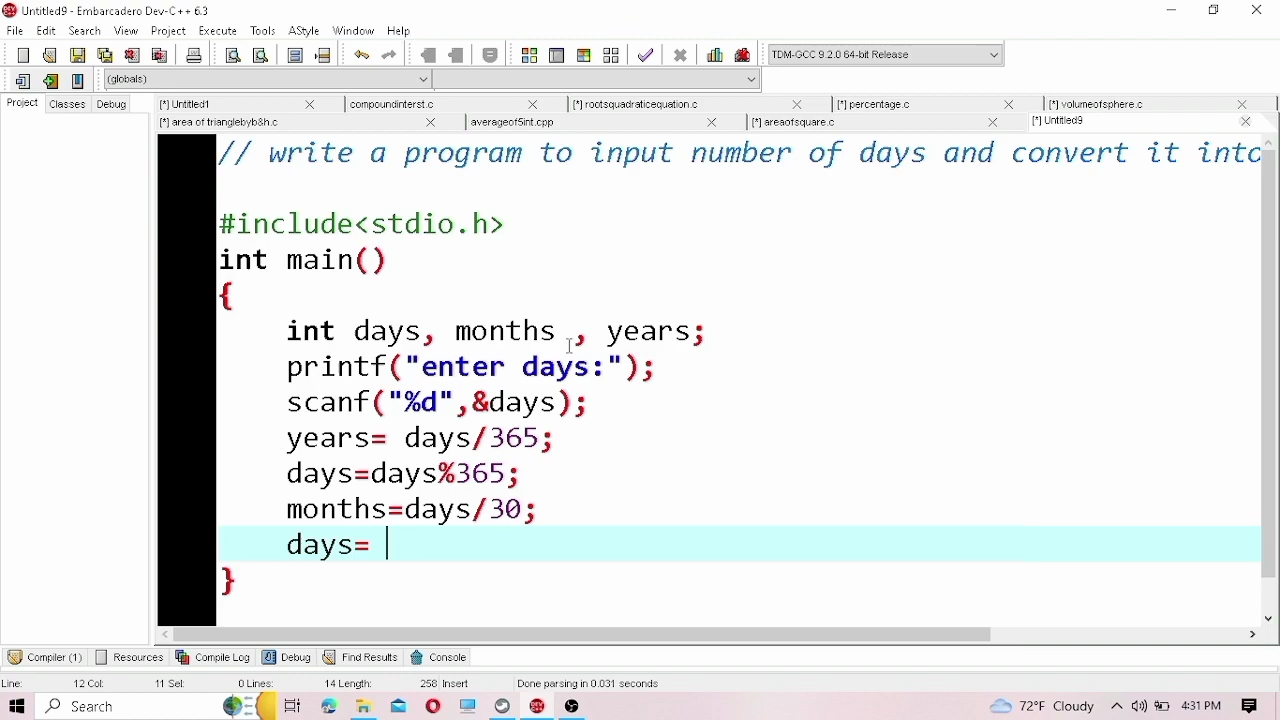 Untitled9 - Embarcadero Dev-C++ 6.3
File Edit Search View Project Execute Tools AStyle Window Help
TDM-GCC 9.2.0 64-bit Release
(globals)
Project Classes Debug
[*] Untitled1 compoundinterst.c [*] rootsquadraticequation.c [*] percentage.c [*] volumeofsphere.c
[*] area of trianglebyb&h.c averageof5int.cpp [*] areaofsquare.c [*] Untitled9
// write a program to input number of days and convert it into
#include<stdio.h>
int main()
{
int days, months , years;
printf("enter days:");
scanf("%d",&days);
years= days/365;
days=days%365;
months=days/30;
days=
}
Compiler (1) Resources Compile Log Debug Find Results Console
Line: 12 Col: 11 Sel: 0 Lines: 14 Length: 258 Insert Done parsing in 0.031 seconds
Search 72°F Cloudy 4:31 PM